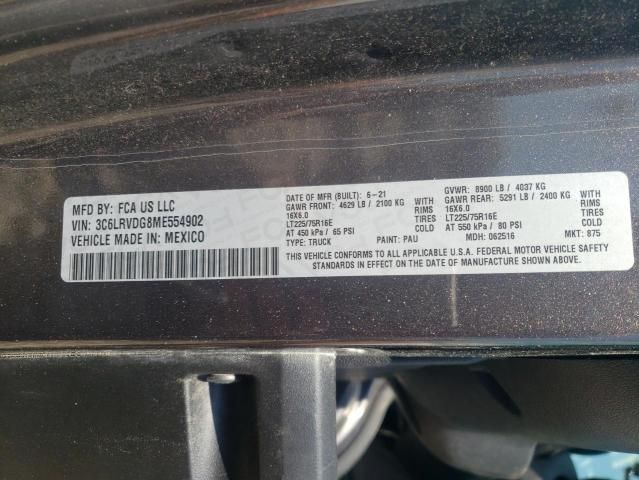 MFD BY: FCA US LLC
VIN: 3C6LRVDG8ME554902
VEHICLE MADE IN: MEXICO
DATE OF MFR (BUILT): 6-21
GAWR FRONT: 4629 LB / 2100 KG
16X6.0
WITH
RIMS
LT225/75R16E
TIRES
AT 450 kPa / 65 PSI
COLD
TYPE: TRUCK
PAINT: PAU
GVWR: 8900 LB / 4037 KG
GAWR REAR: 5291 LB / 2400 KG
16X6.0
WITH
RIMS
LT225/75R16E
TIRES
AT 550 kPa / 80 PSI
COLD
MDH: 062516
MKT: 875
THIS VEHICLE CONFORMS TO ALL APPLICABLE U.S.A. FEDERAL MOTOR VEHICLE SAFETY
STANDARDS IN EFFECT ON THE DATE OF MANUFACTURE SHOWN ABOVE.